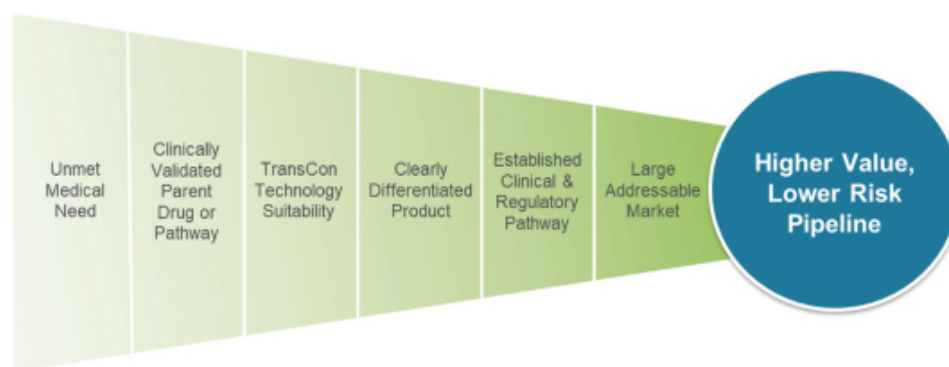 Unmet
Medical
Need
Clinically
Validated
Parent
Drug or
Pathway
TransCon
Technology
Suitability
Clearly
Differentiated
Product
Established
Clinical &
Regulatory
Pathway
Large
Addressable
Market
Higher Value,
Lower Risk
Pipeline